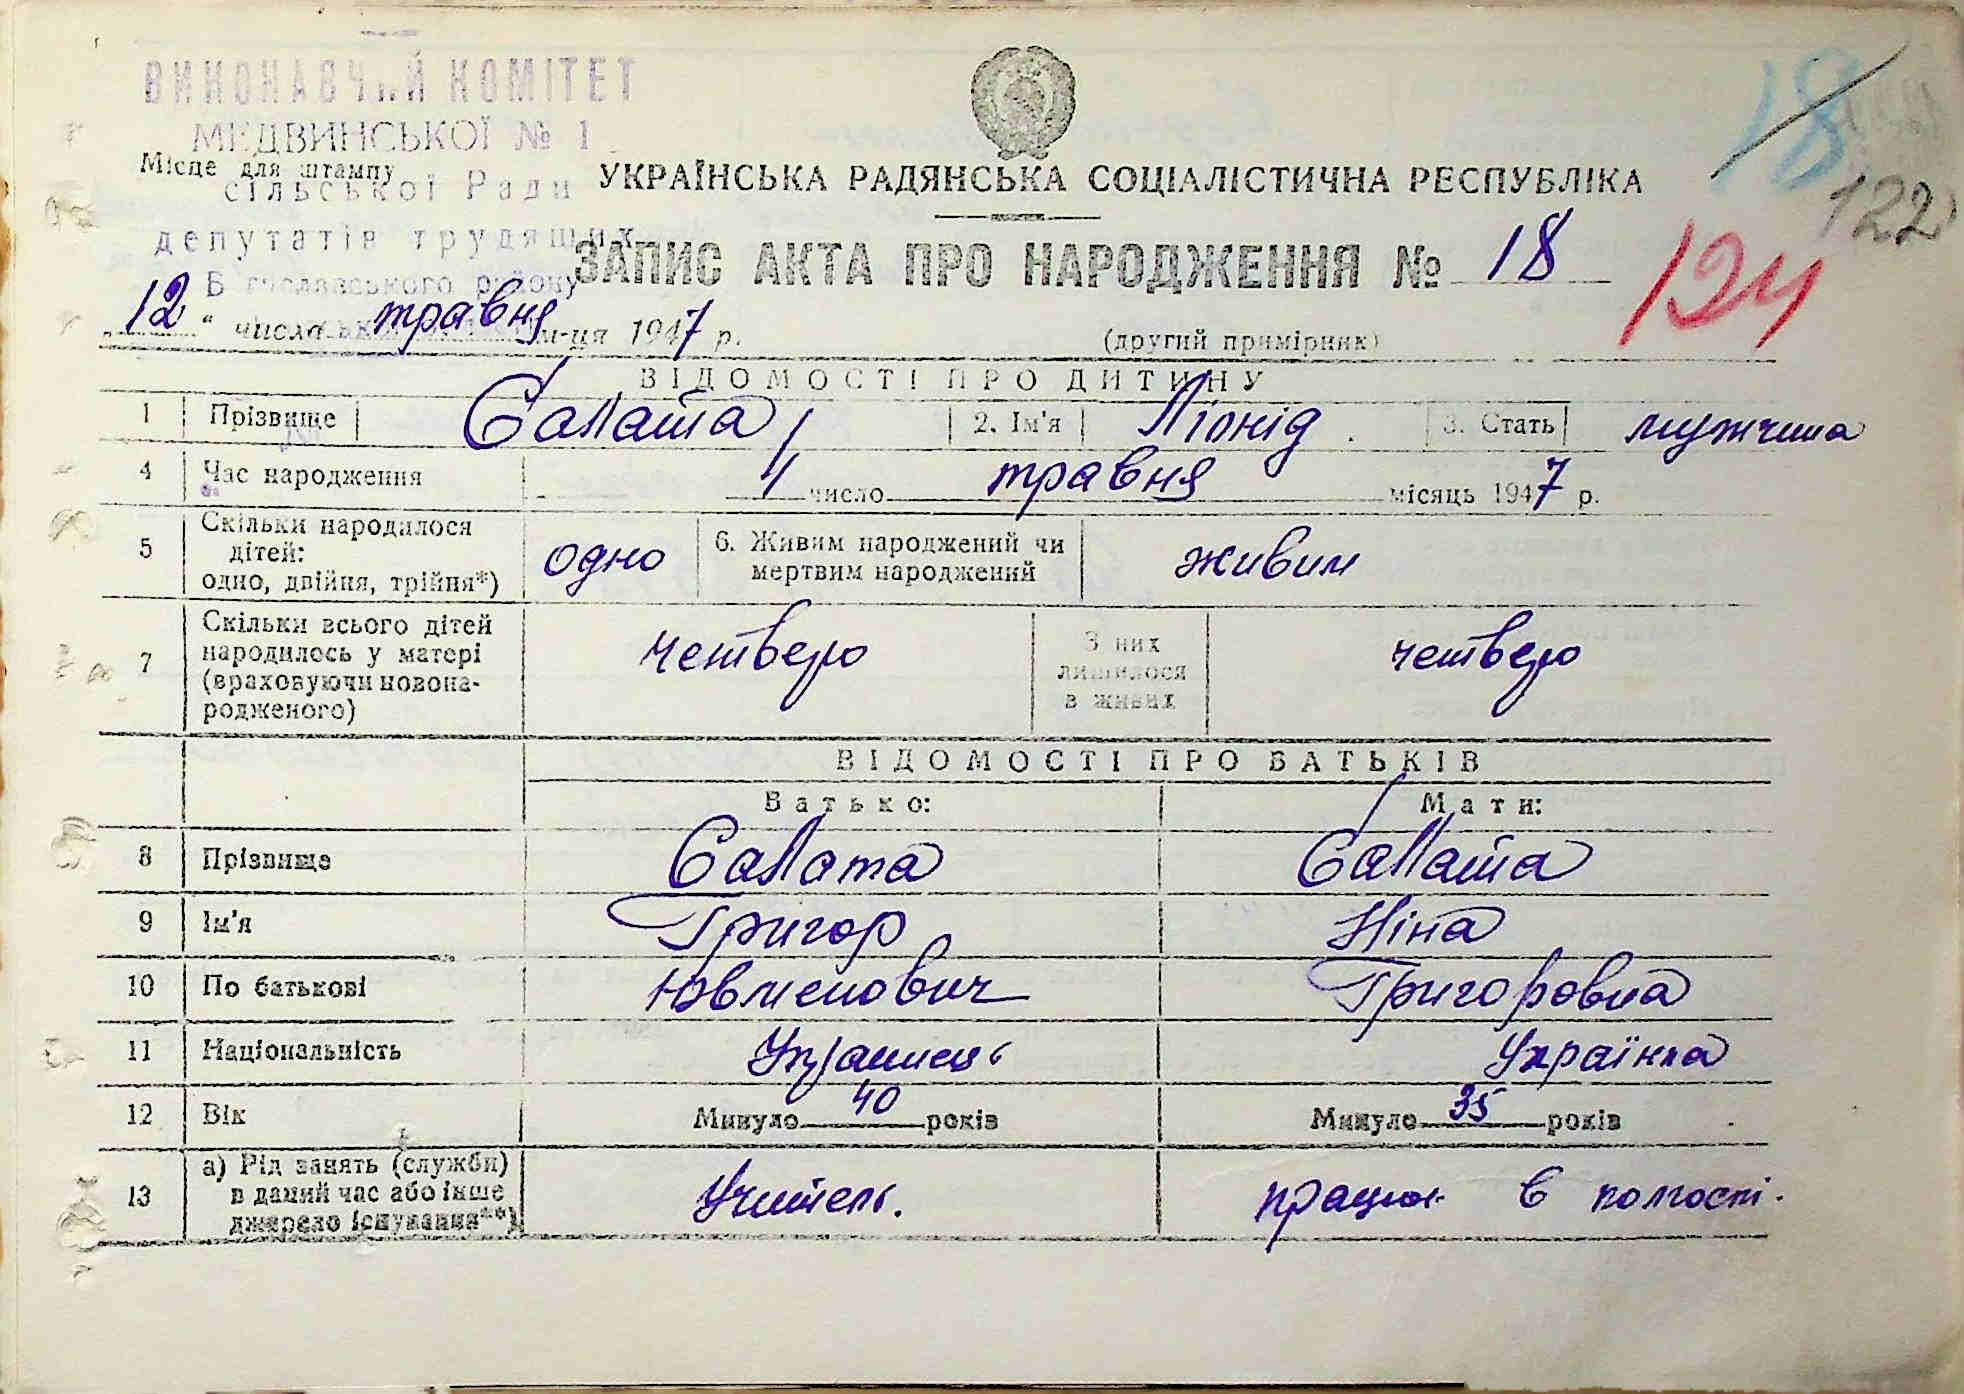 ВИКОНАВЧИЙ КОМІТЕТ
МЕДВИНСЬКОЇ № 1
Місце для штампу
сільської Ради
депутатів трудящих
Богуславського району
18
122
124
УКРАЇНСЬКА РАДЯНСЬКА СОЦІАЛІСТИЧНА РЕСПУБЛІКА
ЗАПИС АКТА ПРО НАРОДЖЕННЯ № 18
„12“ числа травня м-ця 1947 р.
(другий примірник)
ВІДОМОСТІ ПРО ДИТИНУ
1 Прізвище Салата 2. Ім'я Ліонід. 3. Стать мужчина
4 Час народження 1 число травня місяць 1947 р.
5 Скільки народилося дітей: одно, двійня, трійня*) одно 6. Живим народжений чи мертвим народжений живим
7 Скільки всього дітей народилось у матері (враховуючи новонародженого) четверо З них лишилося в живих четверо
ВІДОМОСТІ ПРО БАТЬКІВ
Батько: Мати:
8 Прізвище Салата Салата
9 Ім'я Григор Ніна
10 По батькові Ювменович Григоровна
11 Національність Українець Українка
12 Вік Минуло 40 років Минуло 35 років
13 а) Рід занять (служби) в даний час або інше джерело існування**) Учитель. працює в колгоспі.